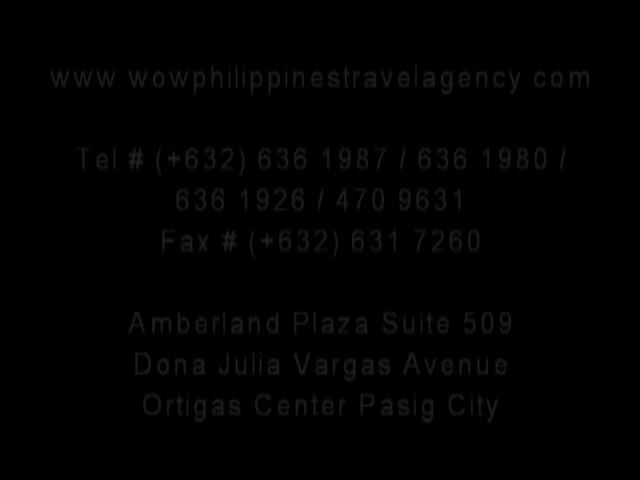 www.wowphilippinestravelagency.com
Tel # (+632) 636 1987 / 636 1980 /
636 1926 / 470 9631
Fax # (+632) 631 7260
Amberland Plaza Suite 509
Dona Julia Vargas Avenue
Ortigas Center Pasig City